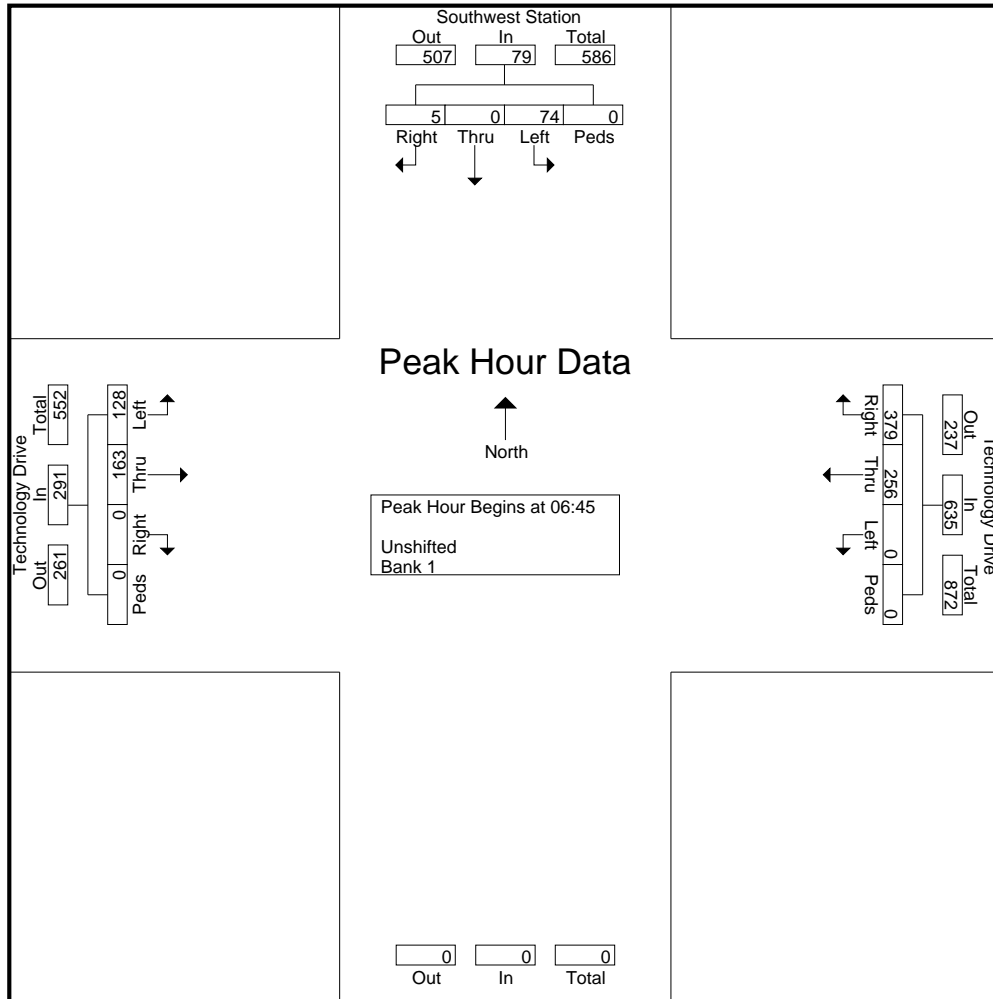 Southwest Station
Out In Total
507 79 586
5 0 74 0
Right Thru Left Peds
Peak Hour Data
North
Peak Hour Begins at 06:45
Unshifted
Bank 1
Technology Drive
Total In Out
552 291 261
128 163 0 0
Left Thru Right Peds
Technology Drive
Out In Total
237 635 872
379 256 0 0
Right Thru Left Peds
0 0 0
Out In Total